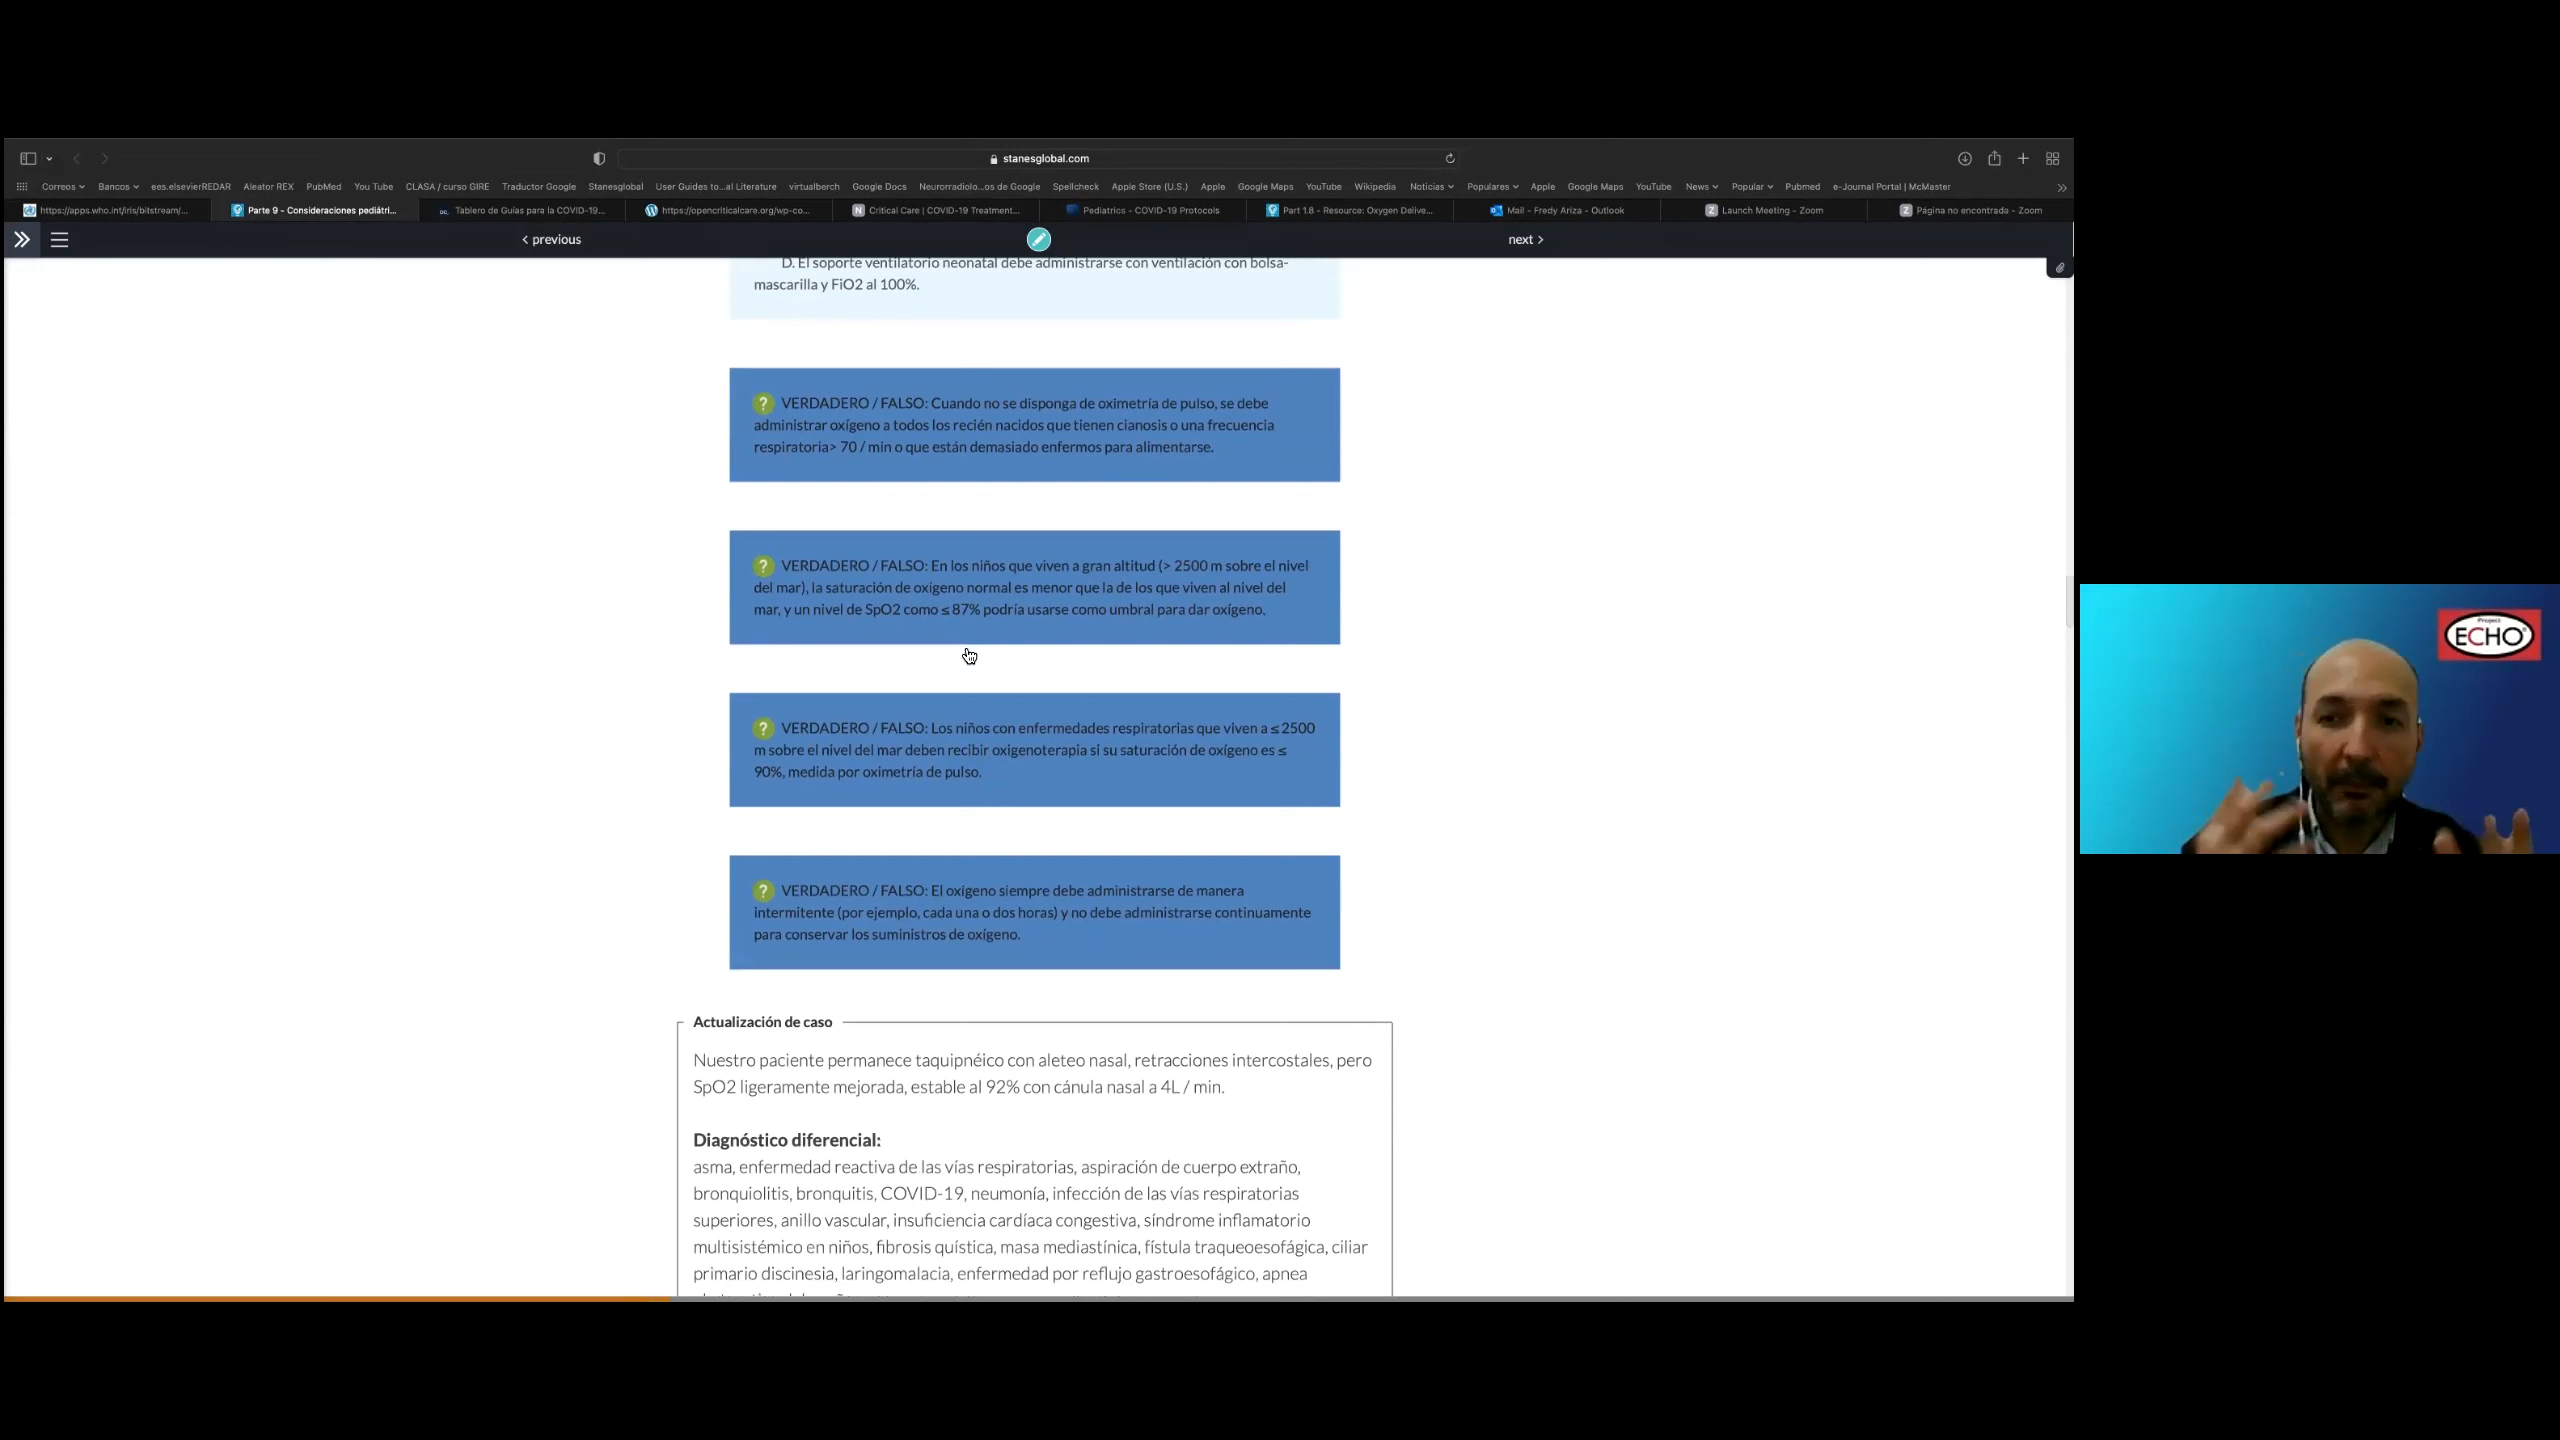 stanesglobal.com
Correos Bancos ees.elsevierREDAR Aleator REX PubMed You Tube CLASA / curso GIRE Traductor Google Stanesglobal User Guides to...al Literature virtualberch Google Docs Neurorradiolo...os de Google Spellcheck Apple Store (U.S.) Apple Google Maps YouTube Wikipedia Noticias Populares Apple Google Maps YouTube News Popular Pubmed e-Journal Portal | McMaster
https://apps.who.int/iris/bitstream/... Parte 9 - Consideraciones pediátri... Tablero de Guías para la COVID-19... https://opencriticalcare.org/wp-co... Critical Care | COVID-19 Treatment... Pediatrics - COVID-19 Protocols Part 1.8 - Resource: Oxygen Delive... Mail - Fredy Ariza - Outlook Launch Meeting - Zoom Página no encontrada - Zoom
< previous next >
D. El soporte ventilatorio neonatal debe administrarse con ventilación con bolsa-
mascarilla y FiO2 al 100%.
? VERDADERO / FALSO: Cuando no se disponga de oximetría de pulso, se debe
administrar oxígeno a todos los recién nacidos que tienen cianosis o una frecuencia
respiratoria> 70 / min o que están demasiado enfermos para alimentarse.
? VERDADERO / FALSO: En los niños que viven a gran altitud (> 2500 m sobre el nivel
del mar), la saturación de oxígeno normal es menor que la de los que viven al nivel del
mar, y un nivel de SpO2 como ≤ 87% podría usarse como umbral para dar oxígeno.
? VERDADERO / FALSO: Los niños con enfermedades respiratorias que viven a ≤ 2500
m sobre el nivel del mar deben recibir oxigenoterapia si su saturación de oxígeno es ≤
90%, medida por oximetría de pulso.
? VERDADERO / FALSO: El oxígeno siempre debe administrarse de manera
intermitente (por ejemplo, cada una o dos horas) y no debe administrarse continuamente
para conservar los suministros de oxígeno.
Actualización de caso
Nuestro paciente permanece taquipnéico con aleteo nasal, retracciones intercostales, pero
SpO2 ligeramente mejorada, estable al 92% con cánula nasal a 4L / min.
Diagnóstico diferencial:
asma, enfermedad reactiva de las vías respiratorias, aspiración de cuerpo extraño,
bronquiolitis, bronquitis, COVID-19, neumonía, infección de las vías respiratorias
superiores, anillo vascular, insuficiencia cardíaca congestiva, síndrome inflamatorio
multisistémico en niños, fibrosis quística, masa mediastínica, fístula traqueoesofágica, ciliar
primario discinesia, laringomalacia, enfermedad por reflujo gastroesofágico, apnea
Project
ECHO